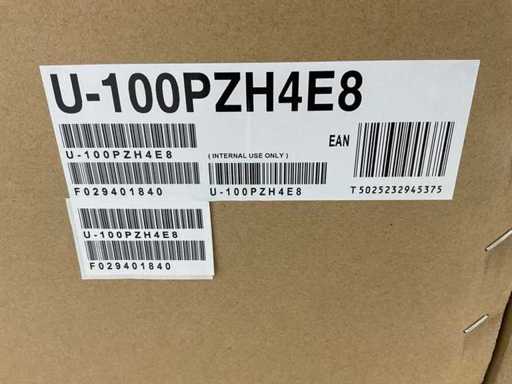 U-100PZH4E8
U-100PZH4E8
F029401840
( INTERNAL USE ONLY )
U-100PZH4E8
EAN
T5025232945375
U-100PZH4E8
F029401840